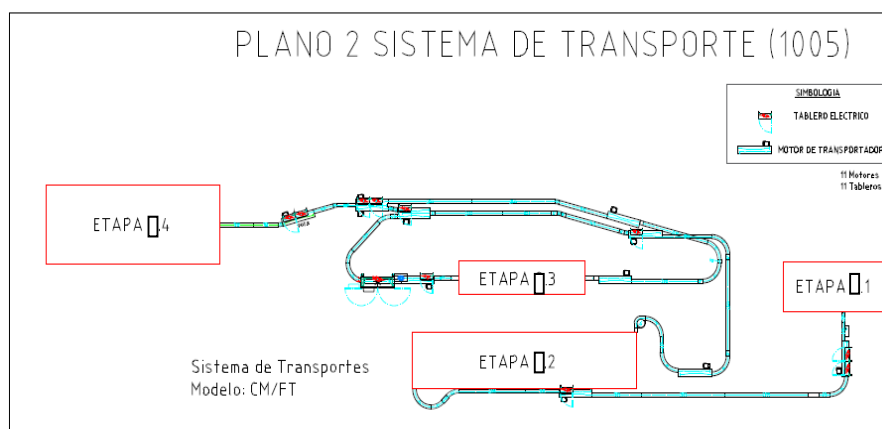 PLANO 2 SISTEMA DE TRANSPORTE (1005)
SIMBOLOGIA
TABLERO ELECTRICO
MOTOR DE TRANSPORTADOR
11 Motores
11 Tableros
ETAPA .4
ETAPA .3
ETAPA .1
ETAPA .2
Sistema de Transportes
Modelo: CM/FT